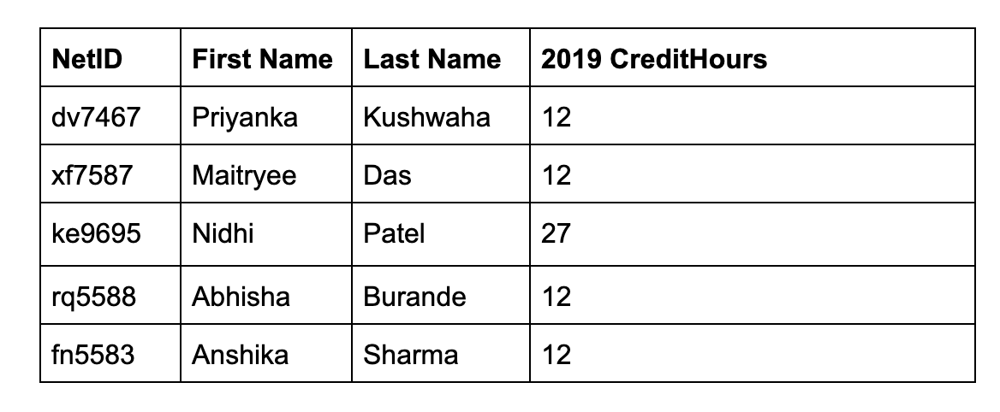 NetID First Name Last Name 2019 CreditHours
dv7467 Priyanka Kushwaha 12
xf7587 Maitryee Das 12
ke9695 Nidhi Patel 27
rq5588 Abhisha Burande 12
fn5583 Anshika Sharma 12